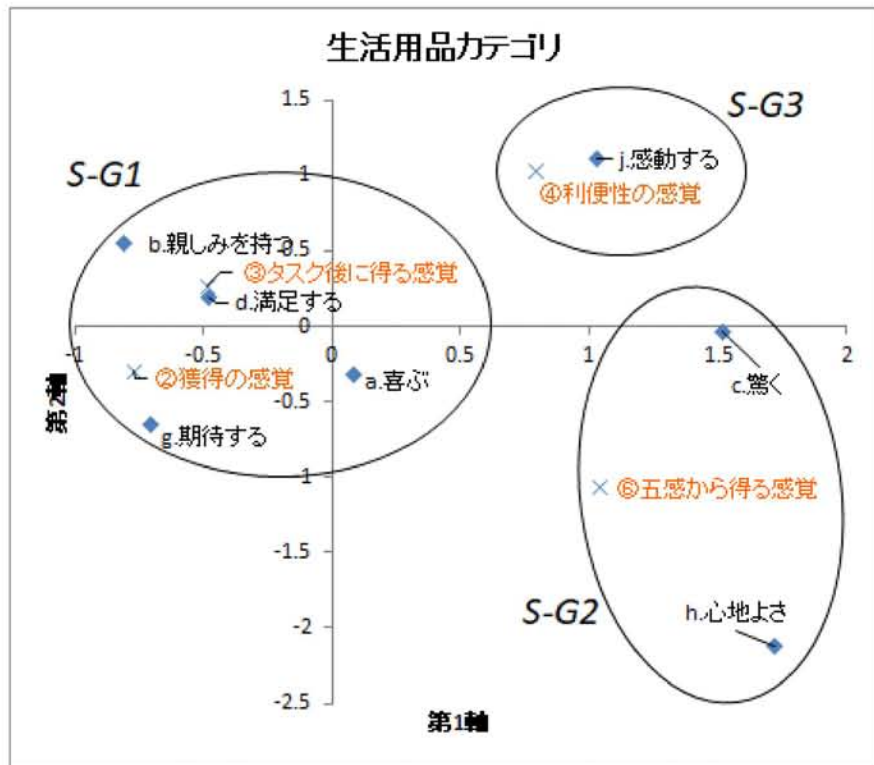 生活用品カテゴリ
S-G3
1.5
S-G1
j.感動する
1
④利便性の感覚
b.親しみを持つ
0.5
③タスク後に得る感覚
d.満足する
0
-1
-0.5
0
0.5
1
1.5
2
②獲得の感覚
a.喜ぶ
c.驚く
第2軸
-0.5
g.期待する
-1
⑥五感から得る感覚
-1.5
S-G2
h.心地よさ
-2
-2.5
第1軸